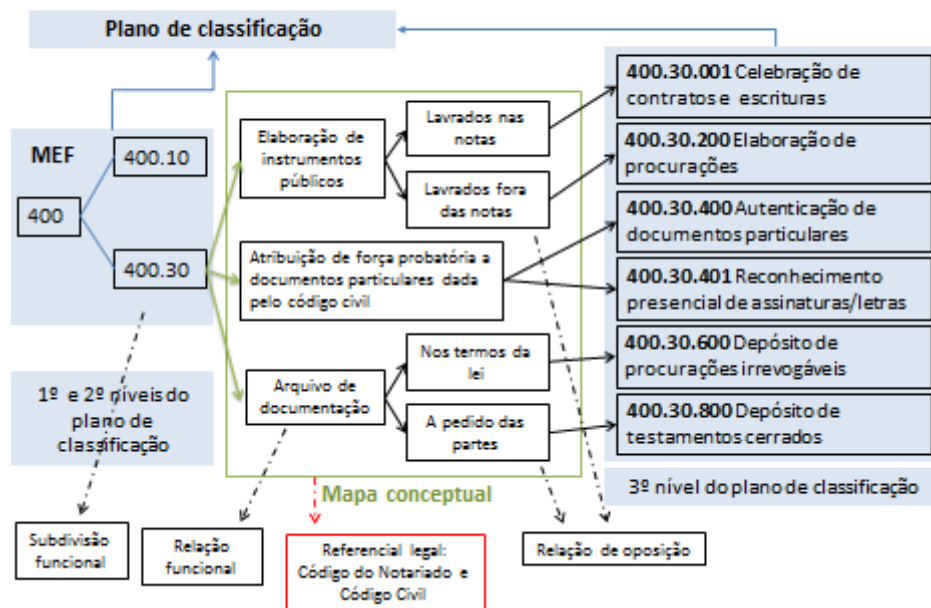 Plano de classificação
MEF
400.10
400
400.30
1º e 2º níveis do
plano de
classificação
Elaboração de
instrumentos
públicos
Lavrados nas
notas
Lavrados fora
das notas
Atribuição de força probatória a
documentos particulares dada
pelo código civil
Arquivo de
documentação
Nos termos da
lei
A pedido das
partes
Mapa conceptual
400.30.001 Celebração de
contratos e escrituras
400.30.200 Elaboração de
procurações
400.30.400 Autenticação de
documentos particulares
400.30.401 Reconhecimento
presencial de assinaturas/letras
400.30.600 Depósito de
procurações irrevogáveis
400.30.800 Depósito de
testamentos cerrados
3º nível do plano de classificação
Subdivisão
funcional
Relação
funcional
Referencial legal:
Código do Notariado e
Código Civil
Relação de oposição